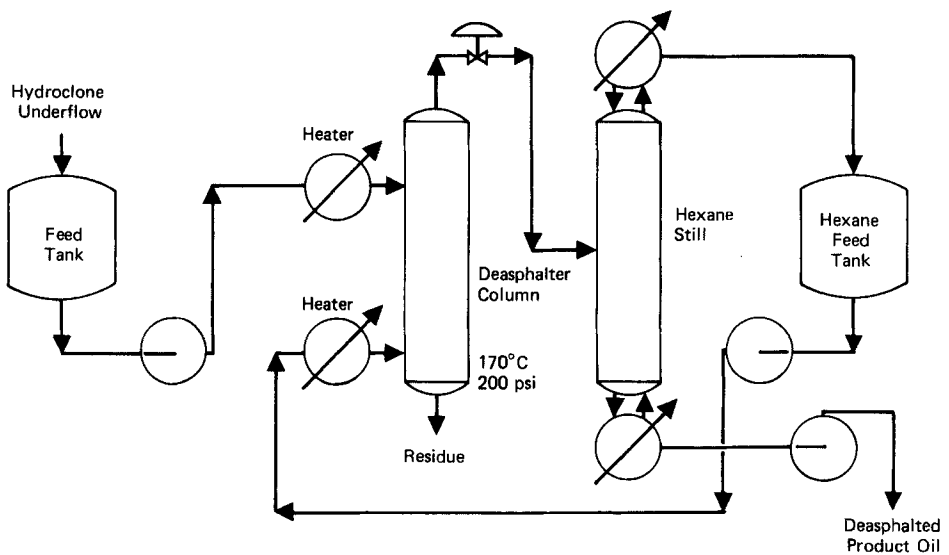 Hydroclone
Underflow
Feed
Tank
Heater
Heater
Deasphalter
Column
170°C
200 psi
Residue
Hexane
Still
Hexane
Feed
Tank
Deasphalted
Product Oil